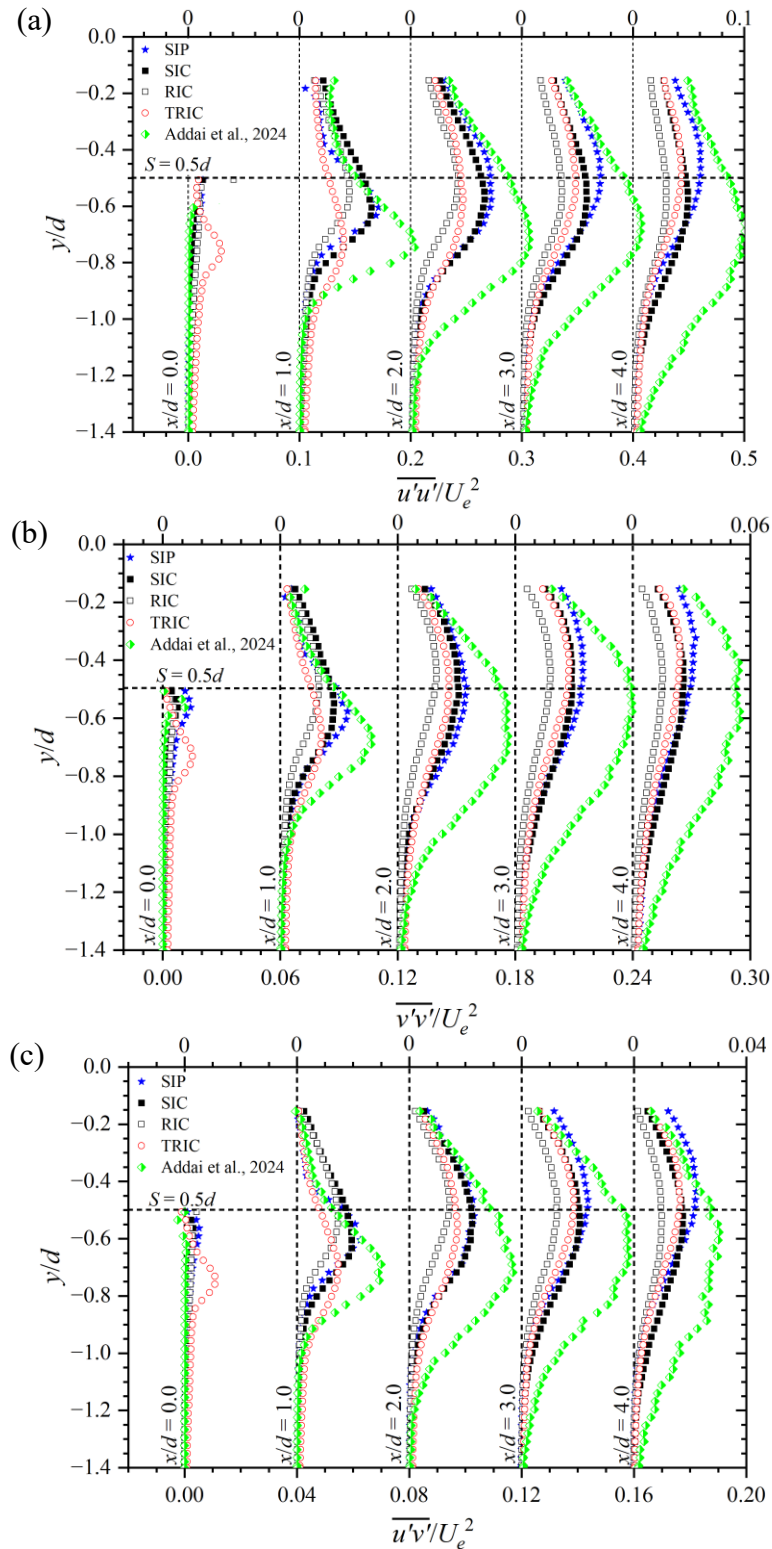 (a)
0 0 0 0 0 0.1
0.0
SIP
SIC
−0.2
RIC
TRIC
Addai et al., 2024
−0.4
S = 0.5d
−0.6
y/d
−0.8
−1.0
−1.2
−1.4
x/d = 0.0
x/d = 1.0
x/d = 2.0
x/d = 3.0
x/d = 4.0
0.0 0.1 0.2 0.3 0.4 0.5
u'u'/Ue²
(b)
0 0 0 0 0 0.06
0.0
SIP
SIC
−0.2
RIC
TRIC
Addai et al., 2024
−0.4
S = 0.5d
−0.6
y/d
−0.8
−1.0
−1.2
−1.4
x/d = 0.0
x/d = 1.0
x/d = 2.0
x/d = 3.0
x/d = 4.0
0.00 0.06 0.12 0.18 0.24 0.30
v'v'/Ue²
(c)
0 0 0 0 0 0.04
0.0
SIP
SIC
−0.2
RIC
TRIC
Addai et al., 2024
−0.4
S = 0.5d
−0.6
y/d
−0.8
−1.0
−1.2
−1.4
x/d = 0.0
x/d = 1.0
x/d = 2.0
x/d = 3.0
x/d = 4.0
0.00 0.04 0.08 0.12 0.16 0.20
u'v'/Ue²